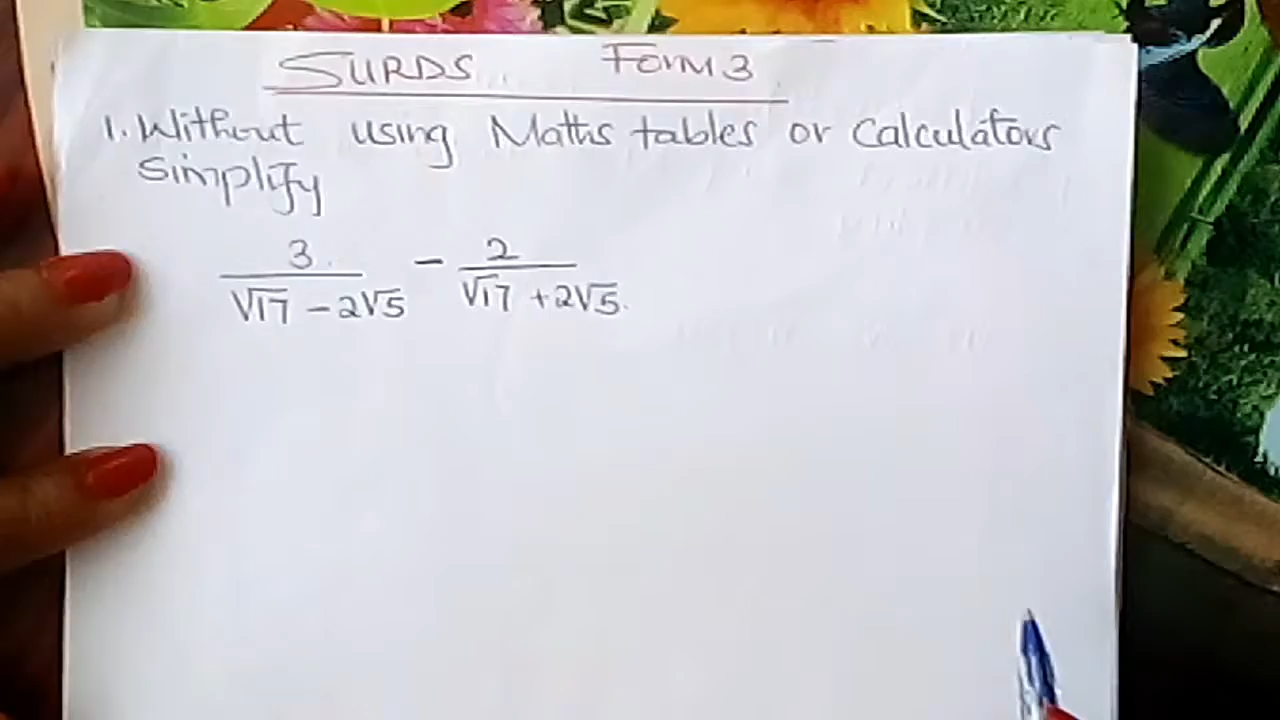 SURDS Form 3
1. Without using Maths tables or Calculators
Simplify
3 / (√17 - 2√5) - 2 / (√17 + 2√5)